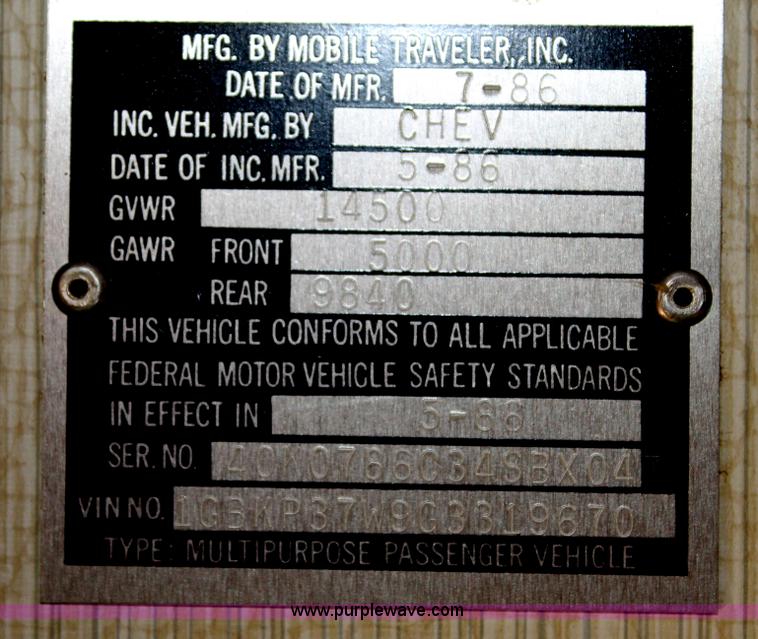 MFG. BY MOBILE TRAVELER, INC.
DATE OF MFR. 7-86
INC. VEH. MFG. BY CHEV
DATE OF INC. MFR. 5-86
GVWR 14500
GAWR FRONT 5000
REAR 9840
THIS VEHICLE CONFORMS TO ALL APPLICABLE
FEDERAL MOTOR VEHICLE SAFETY STANDARDS
IN EFFECT IN 5-86
SER. NO. 40K0766C34SBX04
VIN NO. 1GBKP37W9G3319670
TYPE: MULTIPURPOSE PASSENGER VEHICLE
www.purplewave.com